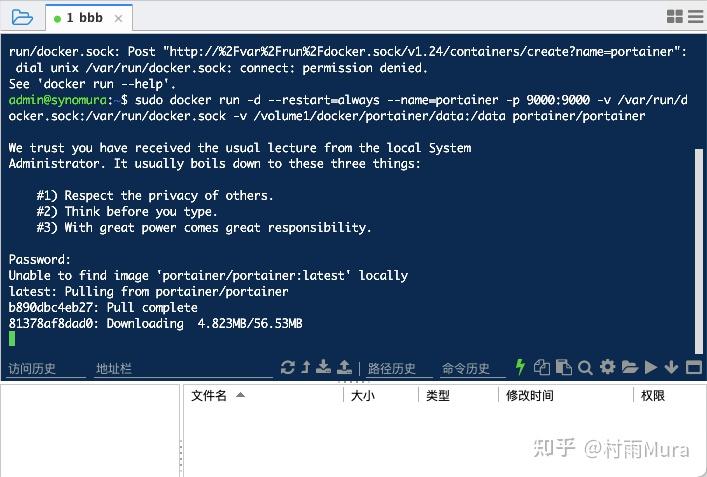 1 bbb ×
run/docker.sock: Post "http://%2Fvar%2Frun%2Fdocker.sock/v1.24/containers/create?name=portainer":
dial unix /var/run/docker.sock: connect: permission denied.
See 'docker run --help'.
admin@synomura:~$ sudo docker run -d --restart=always --name=portainer -p 9000:9000 -v /var/run/d
ocker.sock:/var/run/docker.sock -v /volume1/docker/portainer/data:/data portainer/portainer
We trust you have received the usual lecture from the local System
Administrator. It usually boils down to these three things:
#1) Respect the privacy of others.
#2) Think before you type.
#3) With great power comes great responsibility.
Password:
Unable to find image 'portainer/portainer:latest' locally
latest: Pulling from portainer/portainer
b890dbc4eb27: Pull complete
81378af8dad0: Downloading 4.823MB/56.53MB
访问历史 地址栏 路径历史 命令历史
文件名 大小 类型 修改时间 权限
知乎 @村雨Mura